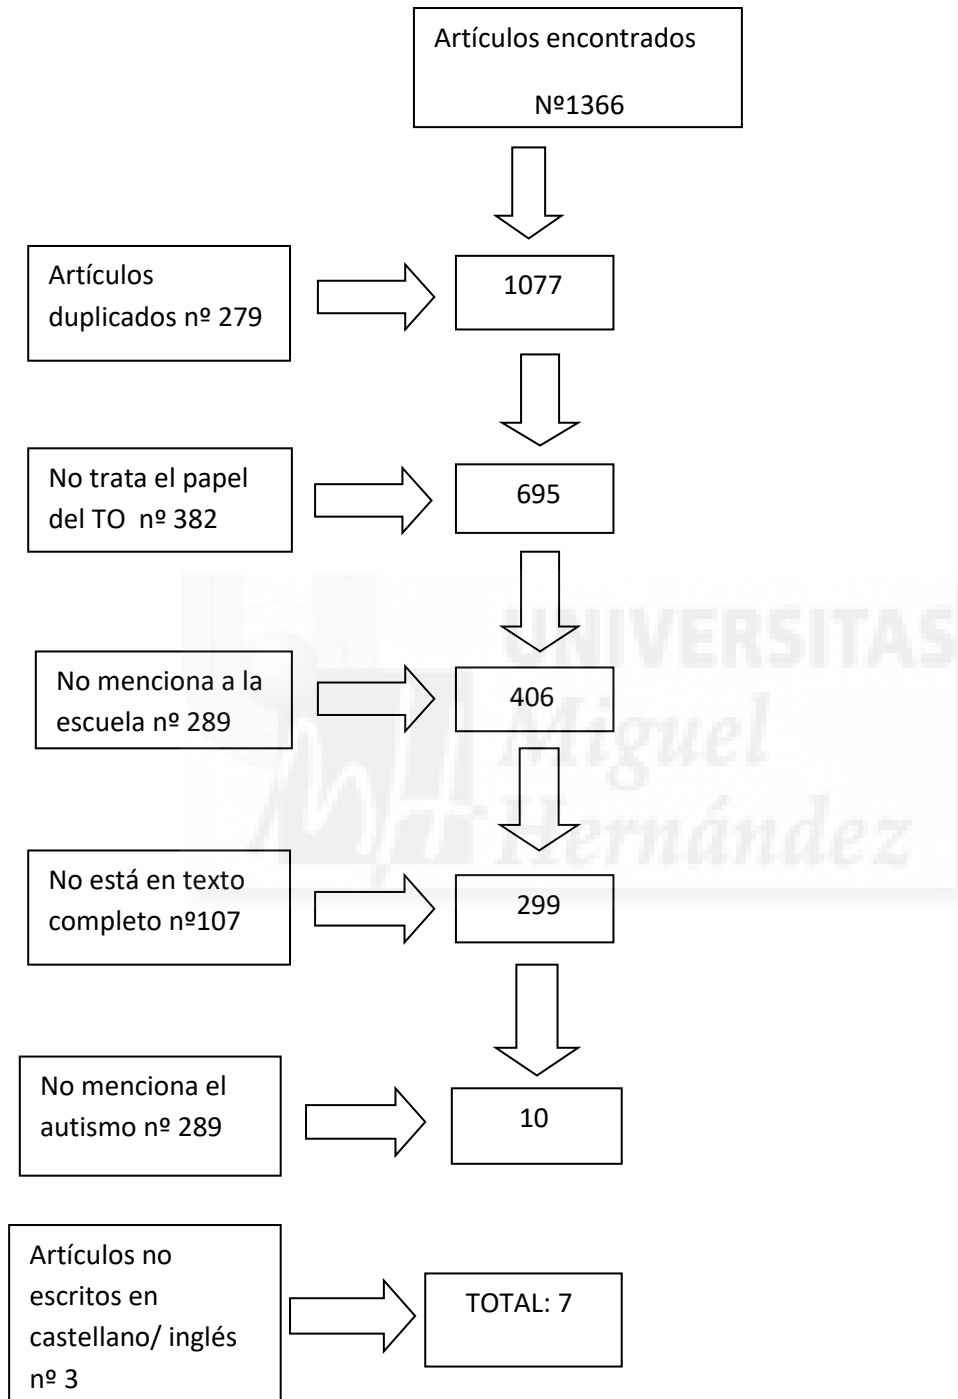 Artículos encontrados
Nº1366
Artículos
duplicados nº 279
1077
No trata el papel
del TO nº 382
695
No menciona a la
escuela nº 289
406
No está en texto
completo nº107
299
No menciona el
autismo nº 289
10
Artículos no
escritos en
castellano/ inglés
nº 3
TOTAL: 7
UNIVERSITAS
Miguel
Hernández